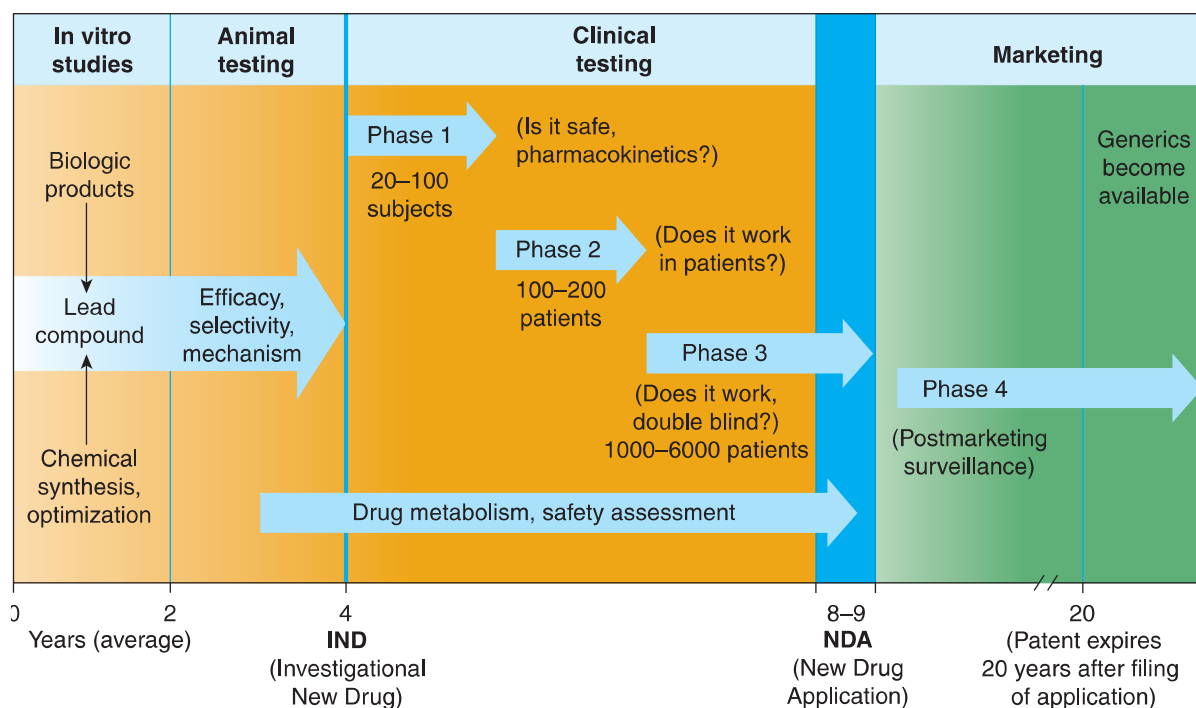 In vitro
studies
Animal
testing
Clinical
testing
Marketing
Biologic
products
Lead
compound
Chemical
synthesis,
optimization
Efficacy,
selectivity,
mechanism
Phase 1
20–100
subjects
(Is it safe,
pharmacokinetics?)
Phase 2
100–200
patients
(Does it work
in patients?)
Phase 3
(Does it work,
double blind?)
1000–6000 patients
Drug metabolism, safety assessment
Generics
become
available
Phase 4
(Postmarketing
surveillance)
0
2
4
8–9
20
Years (average)
IND
(Investigational
New Drug)
NDA
(New Drug
Application)
(Patent expires
20 years after filing
of application)